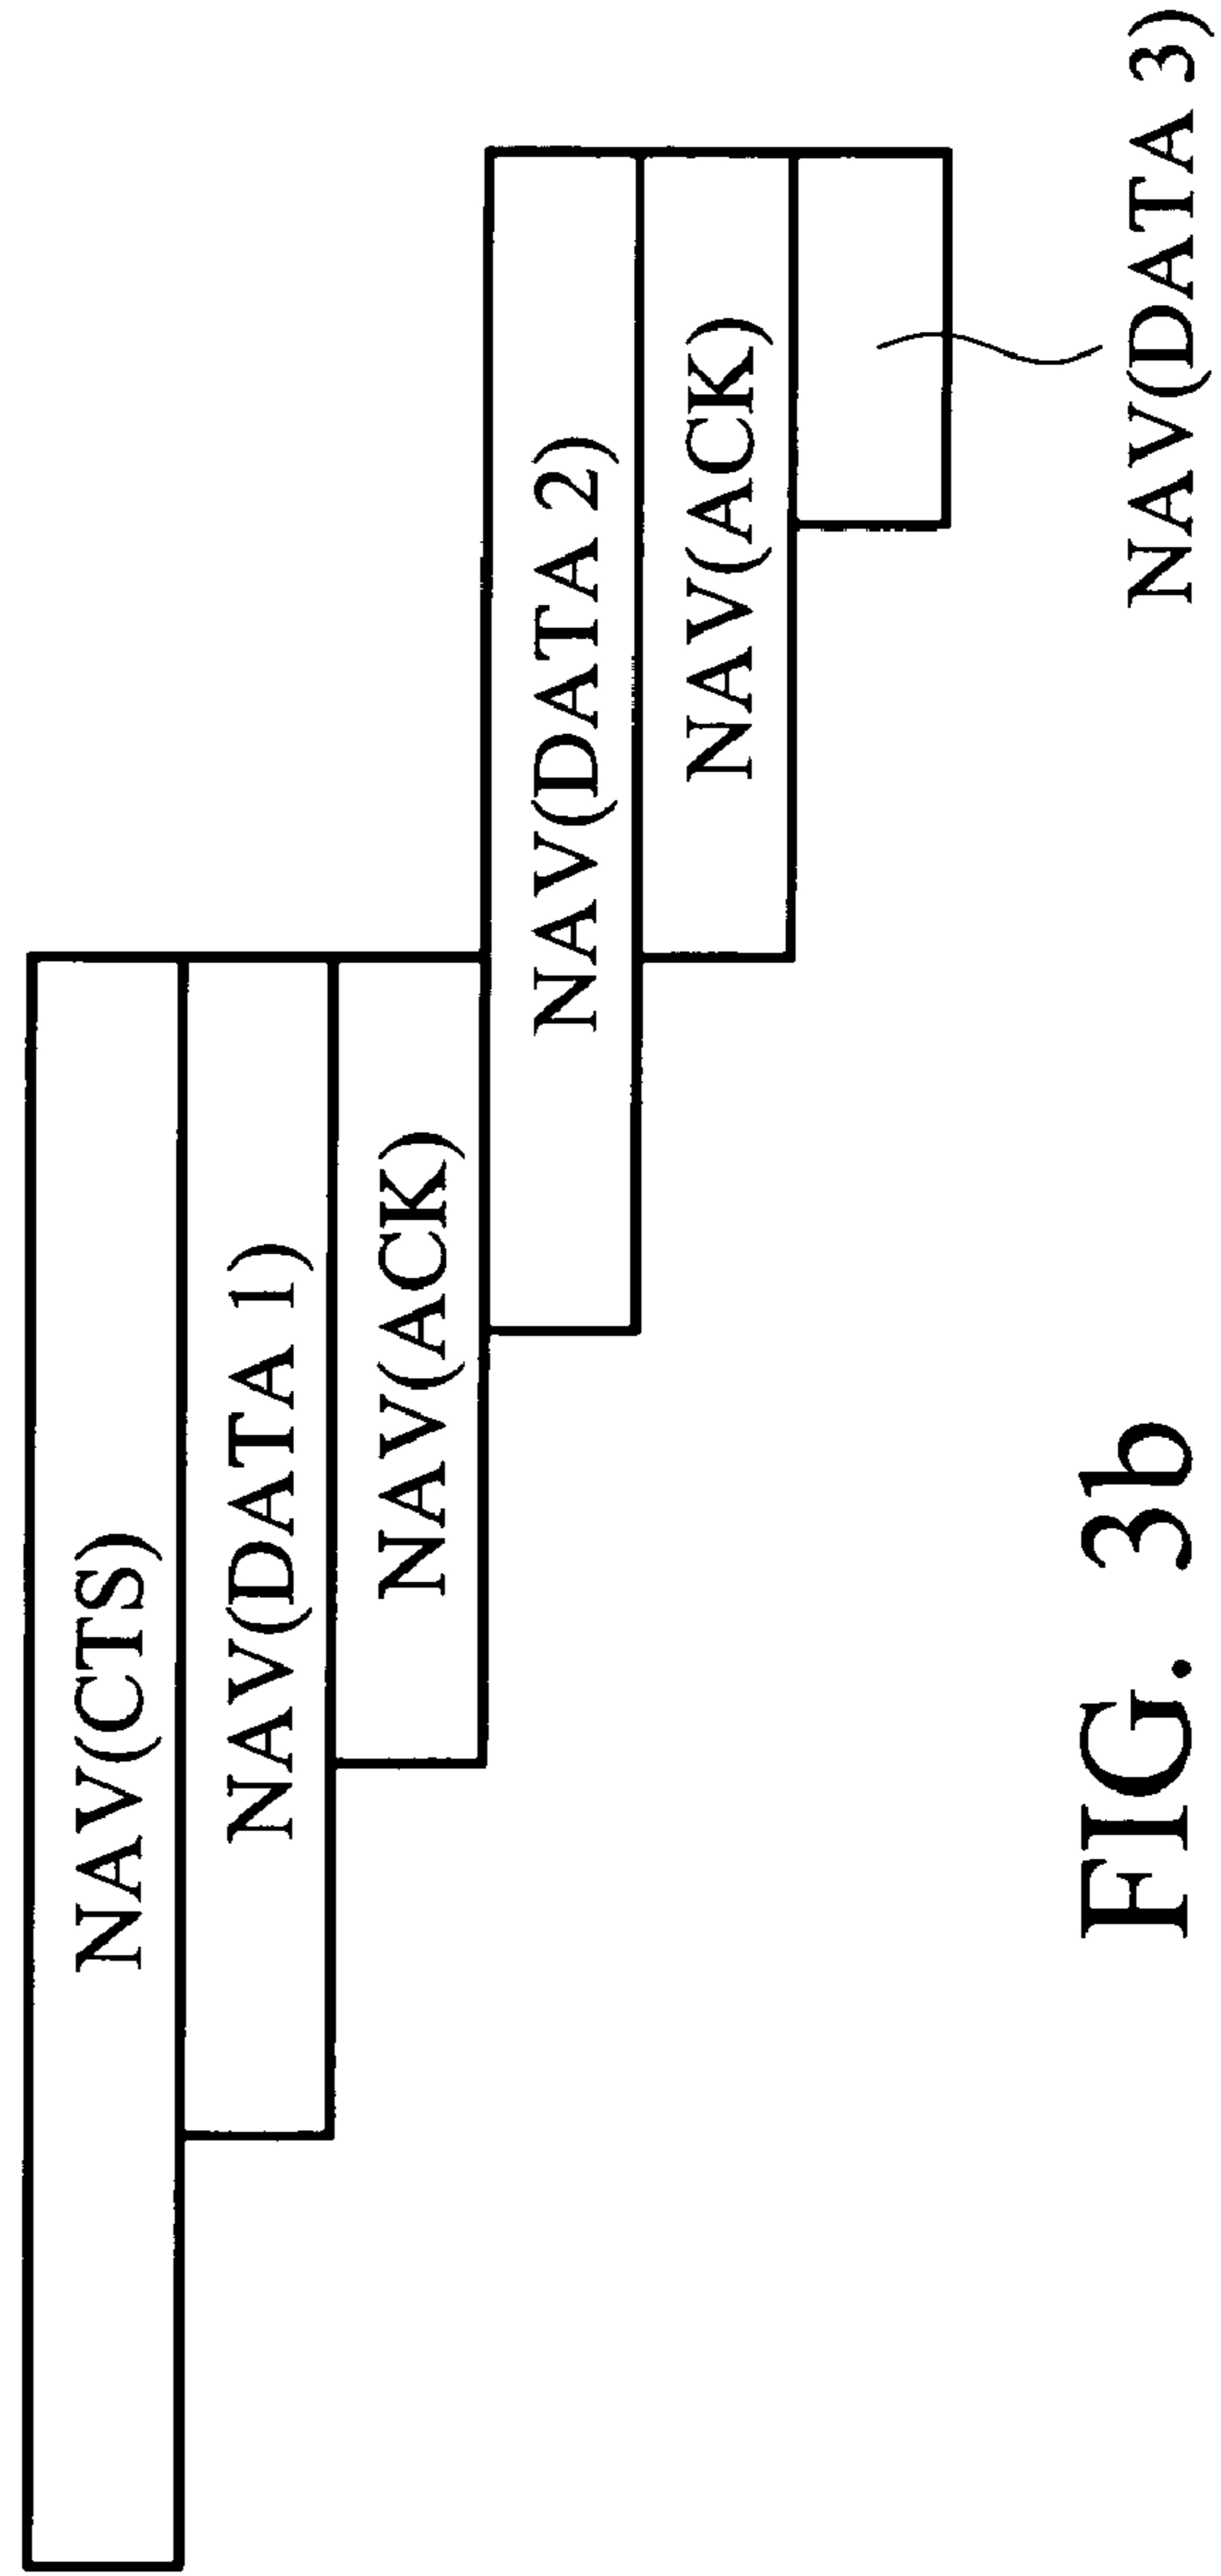 NAV(CTS)
NAV(DATA 1)
NAV(ACK)
NAV(DATA 2)
NAV(ACK)
NAV(DATA 3)
FIG. 3b